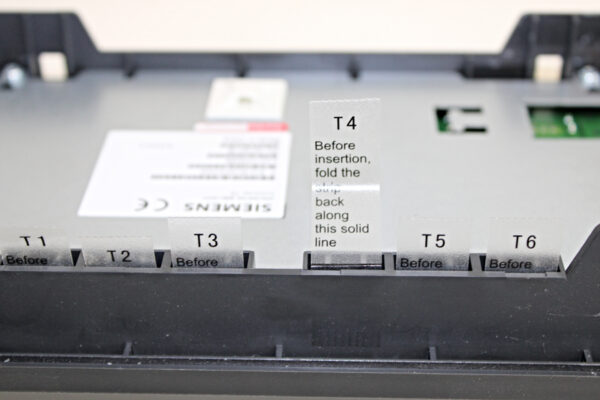 T4
Before
insertion,
fold the
strip
back
along
this solid
line
SIEMENS
CE
T1
Before
T2
T3
Before
T5
Before
T6
Before